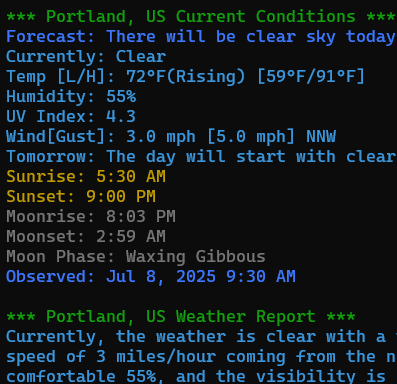 *** Portland, US Current Conditions ***
Forecast: There will be clear sky today
Currently: Clear
Temp [L/H]: 72°F(Rising) [59°F/91°F]
Humidity: 55%
UV Index: 4.3
Wind[Gust]: 3.0 mph [5.0 mph] NNW
Tomorrow: The day will start with clear
Sunrise: 5:30 AM
Sunset: 9:00 PM
Moonrise: 8:03 PM
Moonset: 2:59 AM
Moon Phase: Waxing Gibbous
Observed: Jul 8, 2025 9:30 AM
*** Portland, US Weather Report ***
Currently, the weather is clear with a
speed of 3 miles/hour coming from the n
comfortable 55%, and the visibility is